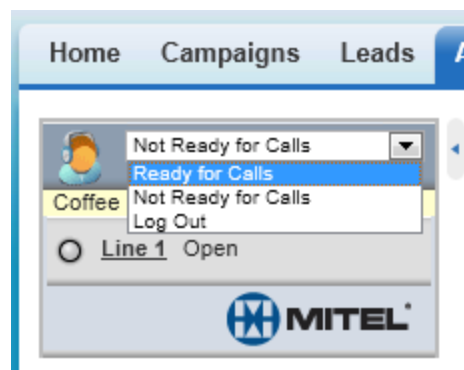 Home Campaigns Leads A
Not Ready for Calls
Ready for Calls
Not Ready for Calls
Log Out
Coffee
Line 1 Open
MITEL